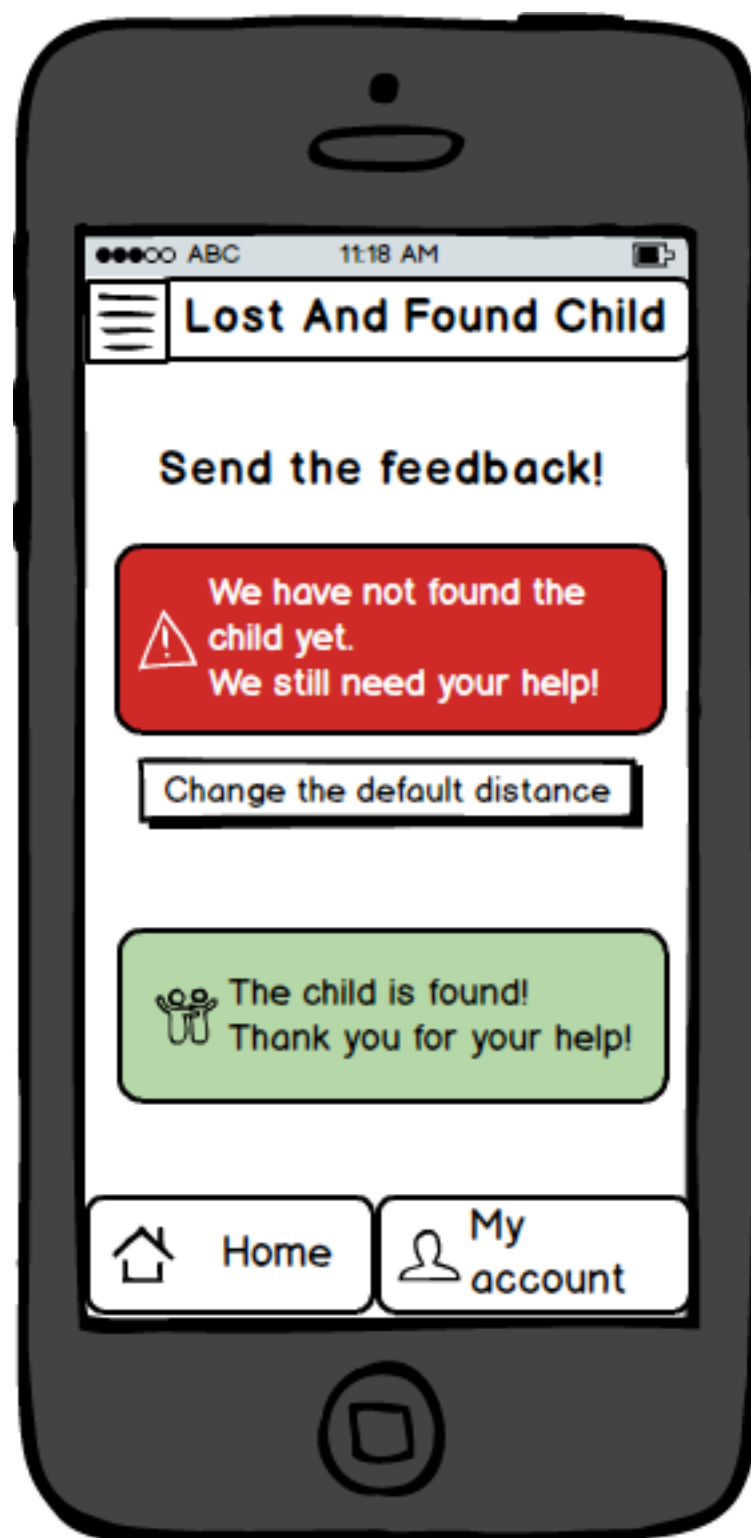 ABC 11:18 AM
Lost And Found Child
Send the feedback!
We have not found the
child yet.
We still need your help!
Change the default distance
The child is found!
Thank you for your help!
Home
My
account